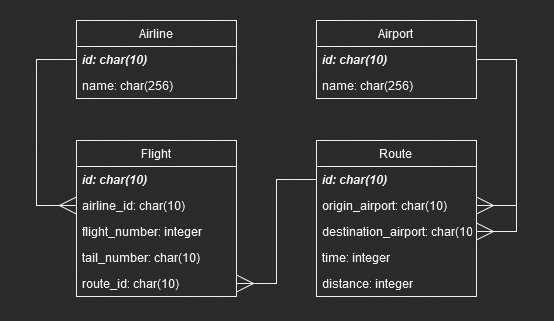 Airline
id: char(10)
name: char(256)
Airport
id: char(10)
name: char(256)
Flight
id: char(10)
airline_id: char(10)
flight_number: integer
tail_number: char(10)
route_id: char(10)
Route
id: char(10)
origin_airport: char(10)
destination_airport: char(10
time: integer
distance: integer